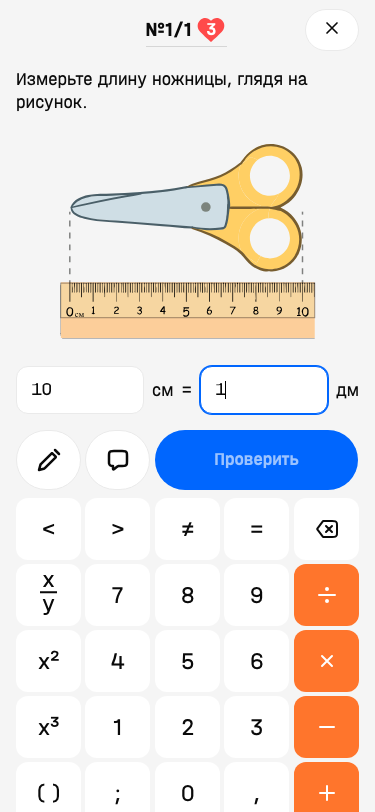 №1/1 3
Измерьте длину ножницы, глядя на
рисунок.
0см 1 2 3 4 5 6 7 8 9 10
10 см = 1 дм
Проверить
< > ≠ =
x/y 7 8 9 ÷
x² 4 5 6 ×
x³ 1 2 3 −
( ) ; 0 , +